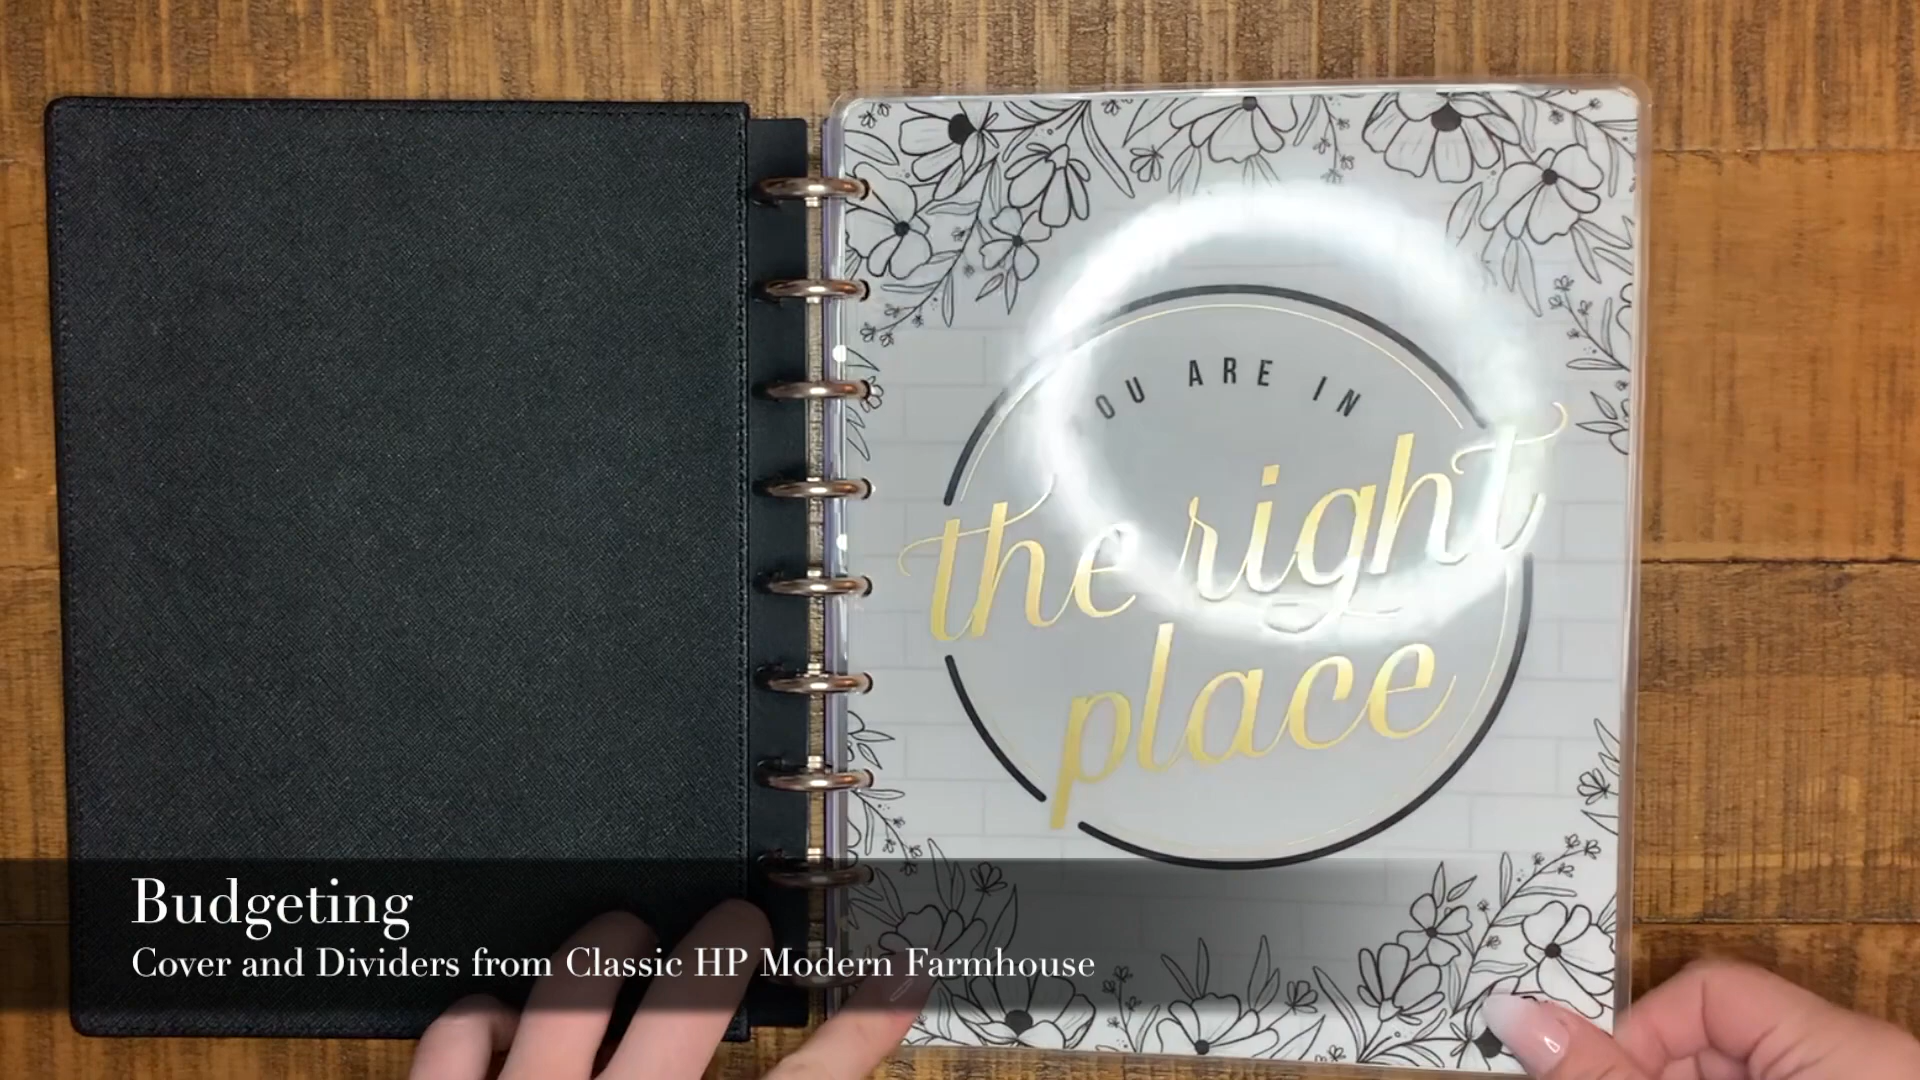 OU ARE IN
the right
place
Budgeting
Cover and Dividers from Classic HP Modern Farmhouse